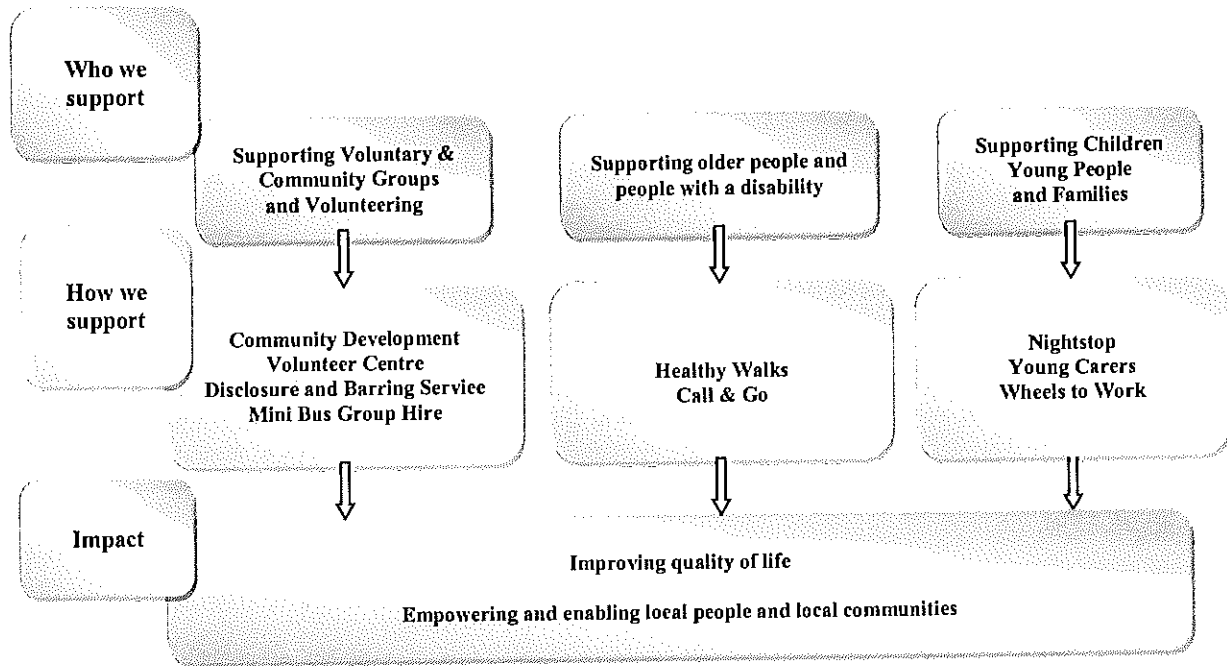 Who we
support
Supporting Voluntary &
Community Groups
and Volunteering
Supporting older people and
people with a disability
Supporting Children
Young People
and Families
How we
support
Community Development
Volunteer Centre
Disclosure and Barring Service
Mini Bus Group Hire
Healthy Walks
Call & Go
Nightstop
Young Carers
Wheels to Work
Impact
Improving quality of life
Empowering and enabling local people and local communities